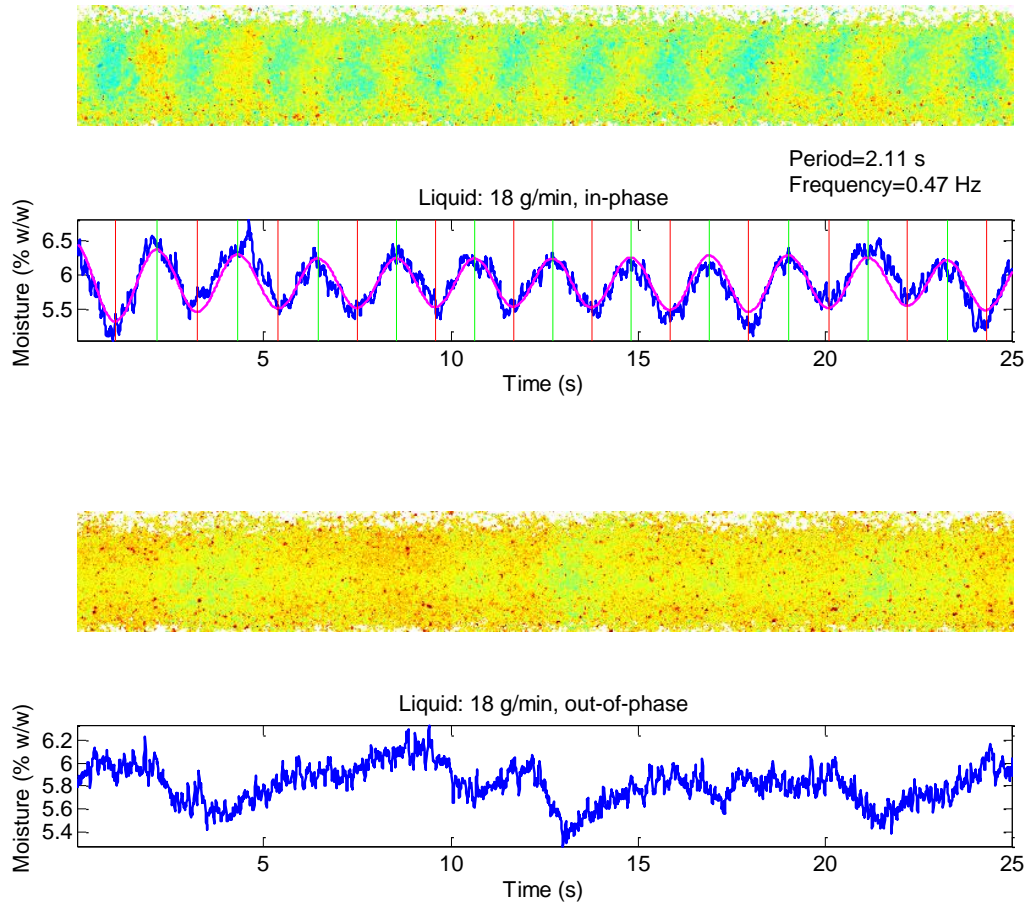 Period=2.11 s
Frequency=0.47 Hz
Liquid: 18 g/min, in-phase
Moisture (% w/w)
6.5
6
5.5
5 10 15 20 25
Time (s)
Liquid: 18 g/min, out-of-phase
Moisture (% w/w)
6.2
6
5.8
5.6
5.4
5 10 15 20 25
Time (s)